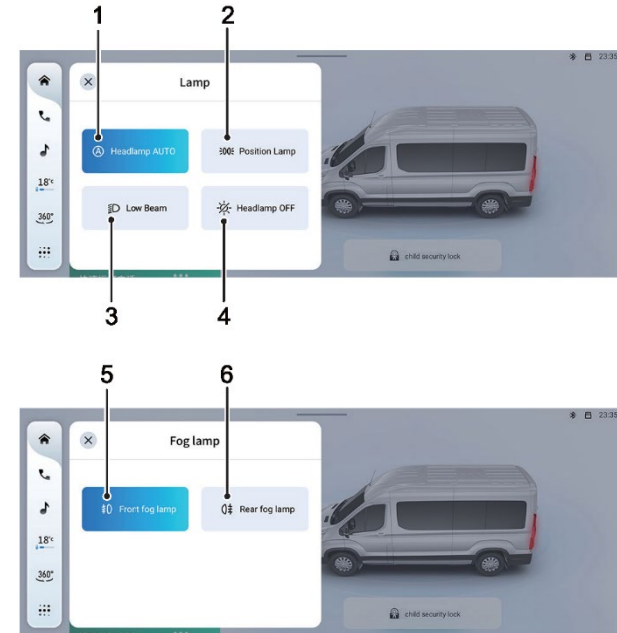 1 2
23:35
Lamp
Headlamp AUTO Position Lamp
18°c
Low Beam Headlamp OFF
360°
child security lock
3 4
5 6
23:35
Fog lamp
Front fog lamp Rear fog lamp
18°c
360°
child security lock